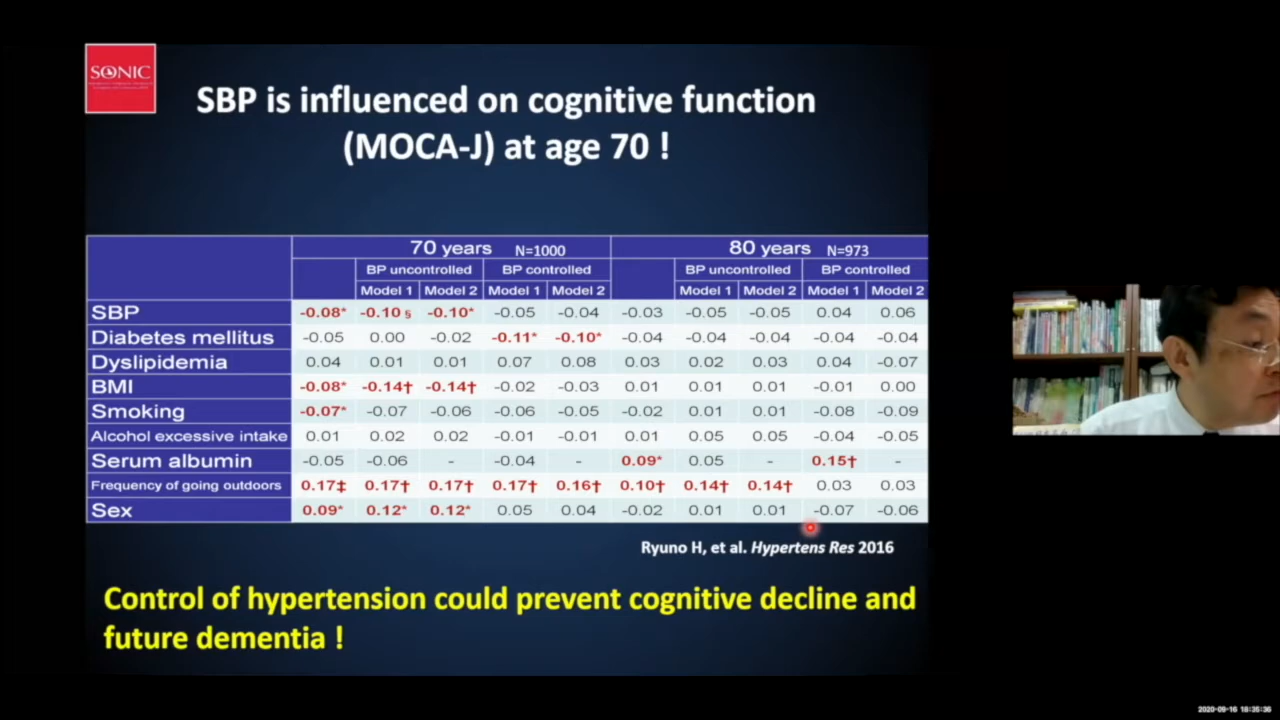 SONIC
SBP is influenced on cognitive function
(MOCA-J) at age 70 !
70 years N=1000 80 years N=973
BP uncontrolled BP controlled BP uncontrolled BP controlled
Model 1 Model 2 Model 1 Model 2 Model 1 Model 2 Model 1 Model 2
SBP -0.08* -0.10 § -0.10* -0.05 -0.04 -0.03 -0.05 -0.05 0.04 0.06
Diabetes mellitus -0.05 0.00 -0.02 -0.11* -0.10* -0.04 -0.04 -0.04 -0.04 -0.04
Dyslipidemia 0.04 0.01 0.01 0.07 0.08 0.03 0.02 0.03 0.04 -0.07
BMI -0.08* -0.14† -0.14† -0.02 -0.03 0.01 0.01 0.01 -0.01 0.00
Smoking -0.07* -0.07 -0.06 -0.06 -0.05 -0.02 0.01 0.01 -0.08 -0.09
Alcohol excessive intake 0.01 0.02 0.02 -0.01 -0.01 0.01 0.05 0.05 -0.04 -0.05
Serum albumin -0.05 -0.06 - -0.04 - 0.09* 0.05 - 0.15† -
Frequency of going outdoors 0.17‡ 0.17† 0.17† 0.17† 0.16† 0.10† 0.14† 0.14† 0.03 0.03
Sex 0.09* 0.12* 0.12* 0.05 0.04 -0.02 0.01 0.01 -0.07 -0.06
Ryuno H, et al. Hypertens Res 2016
Control of hypertension could prevent cognitive decline and
future dementia !
2020-09-16 18:35:36